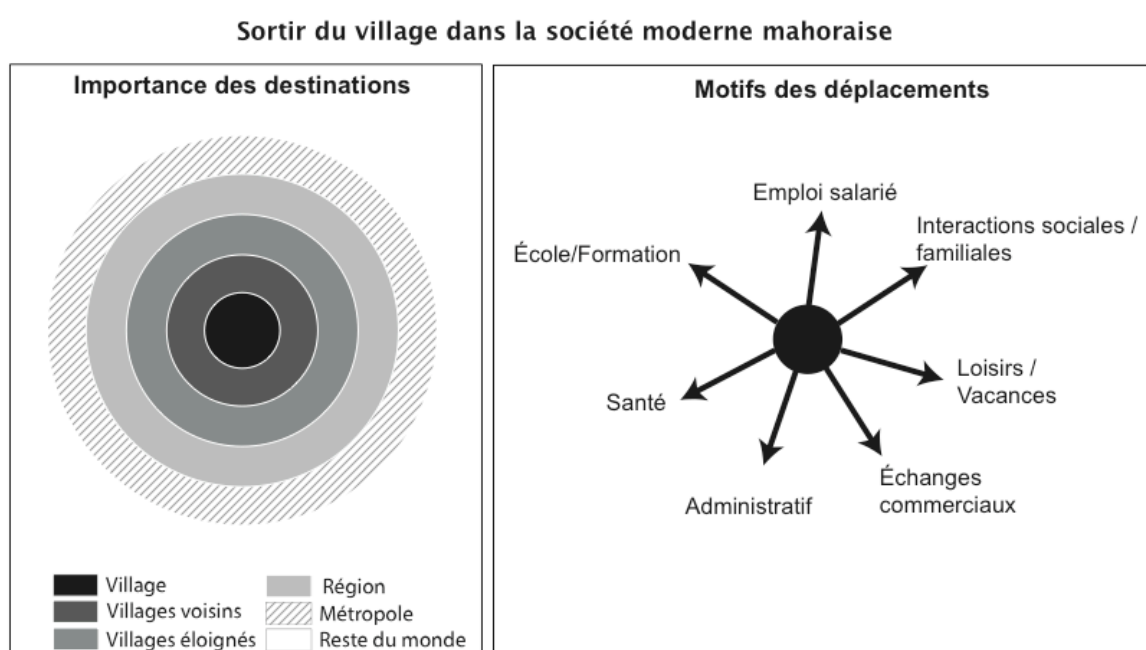 Sortir du village dans la société moderne mahoraise
Importance des destinations
Village
Villages voisins
Villages éloignés
Région
Métropole
Reste du monde
Motifs des déplacements
Emploi salarié
Interactions sociales /
familiales
École/Formation
Loisirs /
Vacances
Santé
Échanges
commerciaux
Administratif